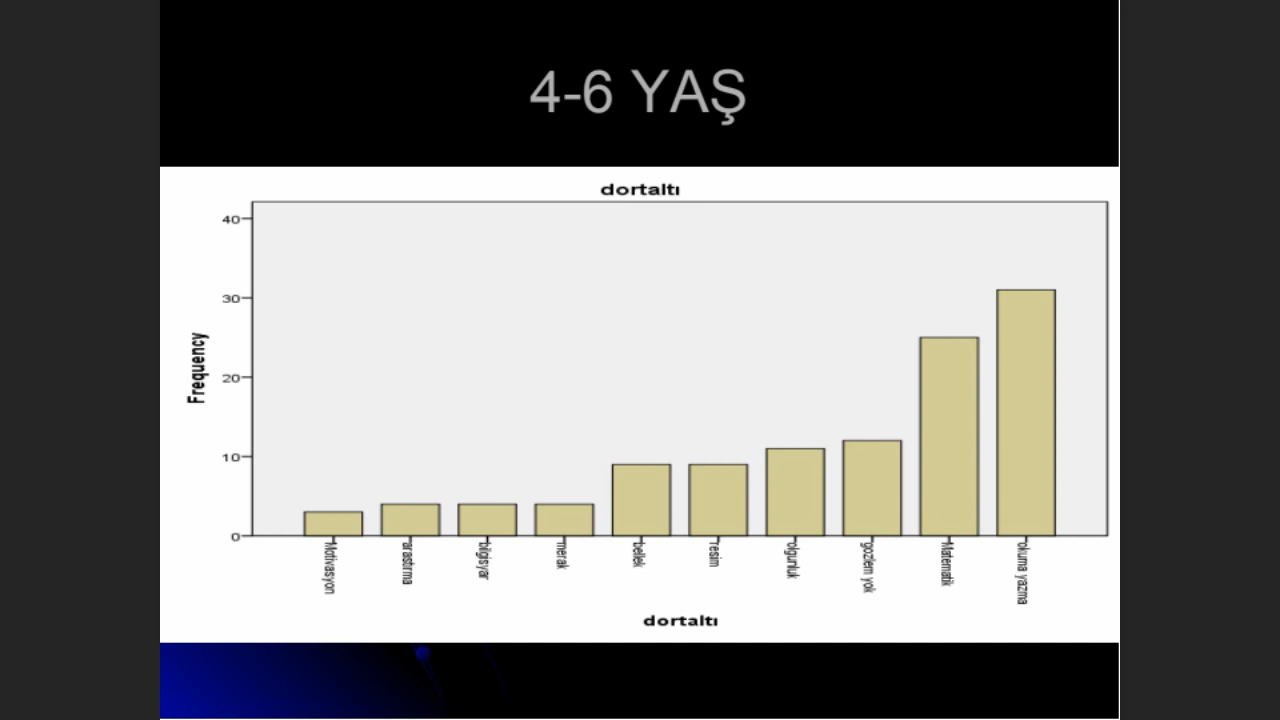 4-6 YAŞ
dortaltı
40
30
20
10
0
Frequency
Motivasyon
arastırma
bilgisyar
merak
bellek
resim
olgunluk
gozlem yok
Matematik
okuma yazma
dortaltı